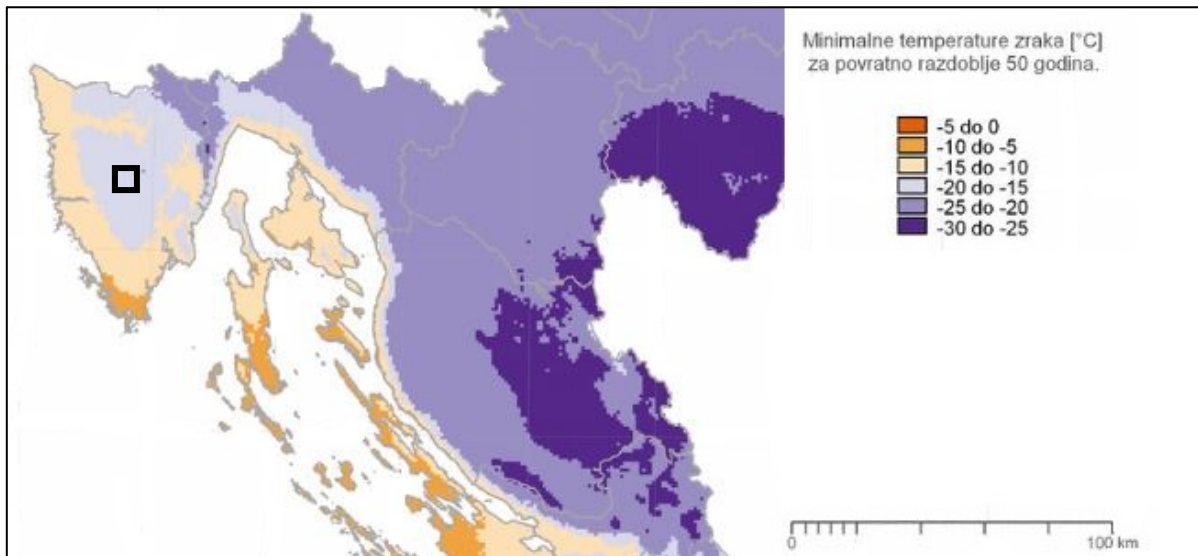 Minimalne temperature zraka [°C]
za povratno razdoblje 50 godina.
-5 do 0
-10 do -5
-15 do -10
-20 do -15
-25 do -20
-30 do -25
0 100 km